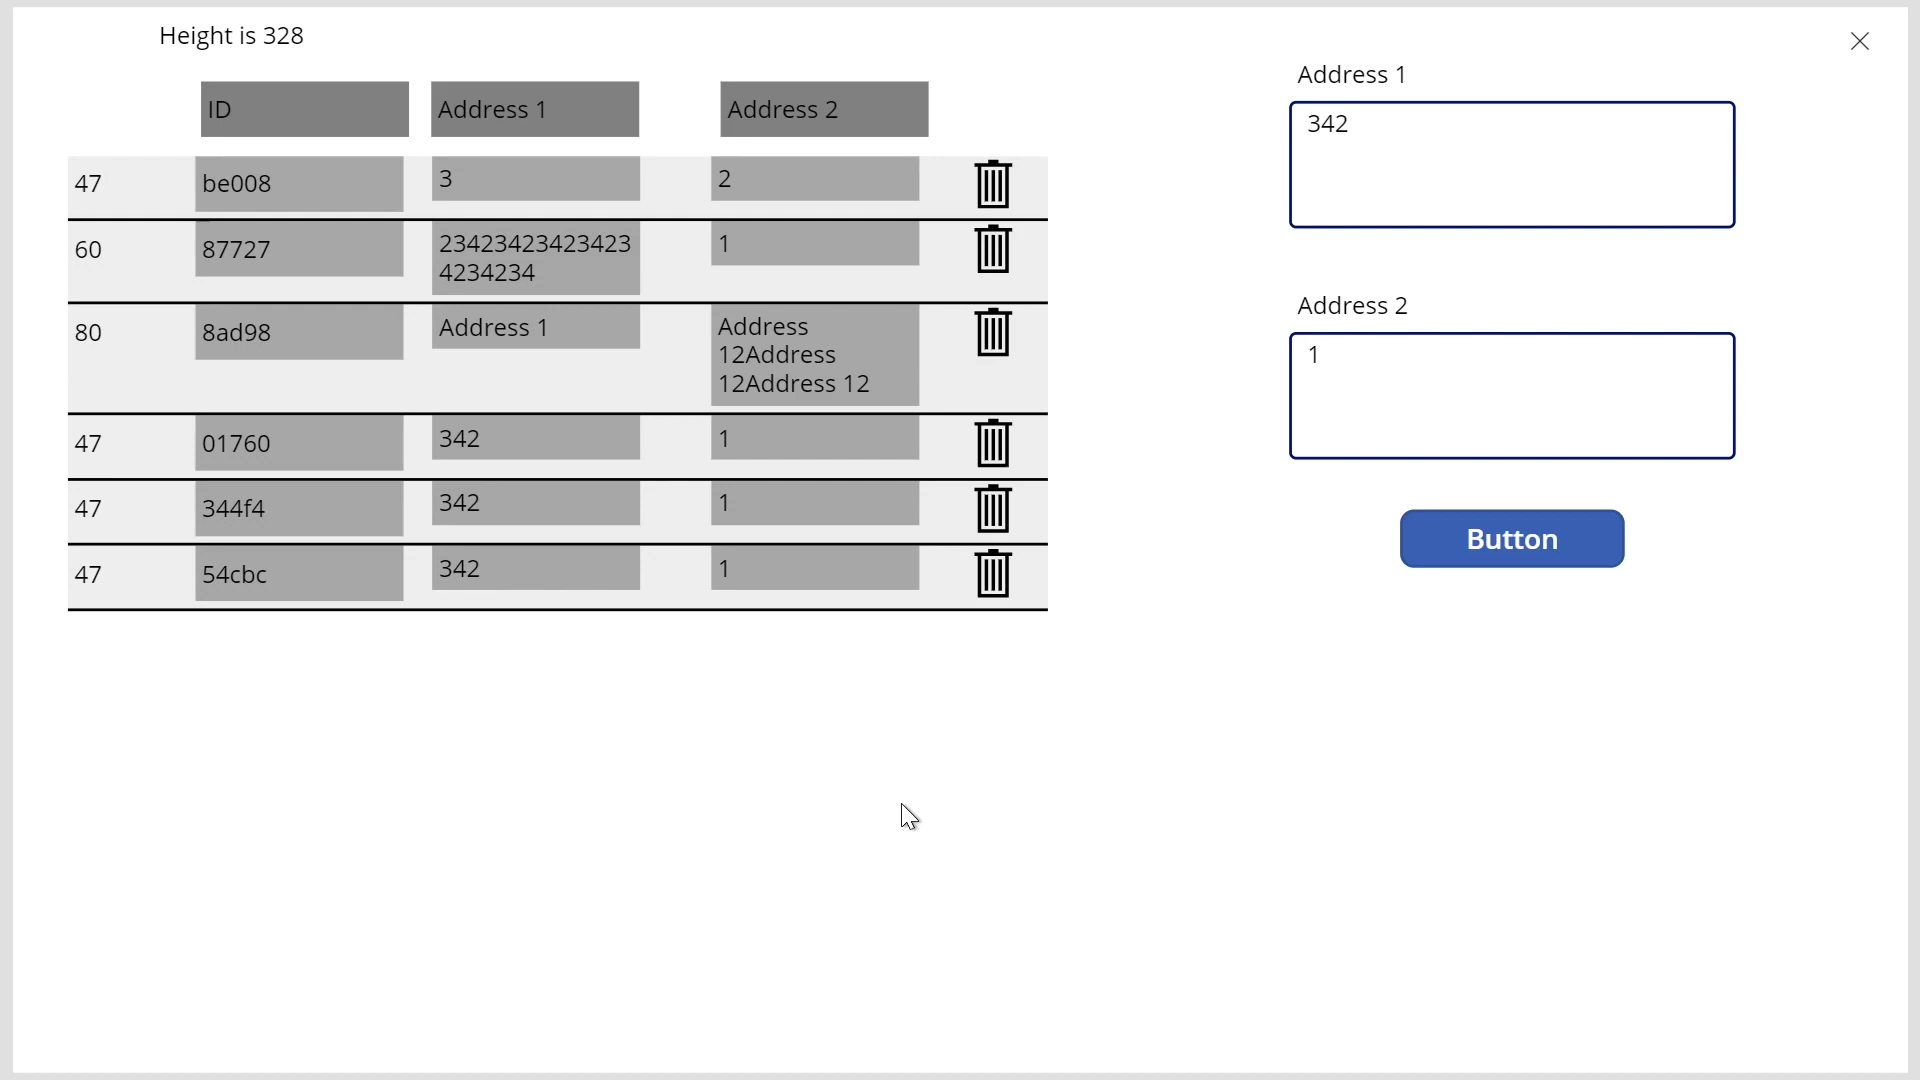 Height is 328
ID Address 1 Address 2
47 be008 3 2
60 87727 23423423423423 1
4234234
80 8ad98 Address 1 Address
12Address
12Address 12
47 01760 342 1
47 344f4 342 1
47 54cbc 342 1
Address 1
342
Address 2
1
Button